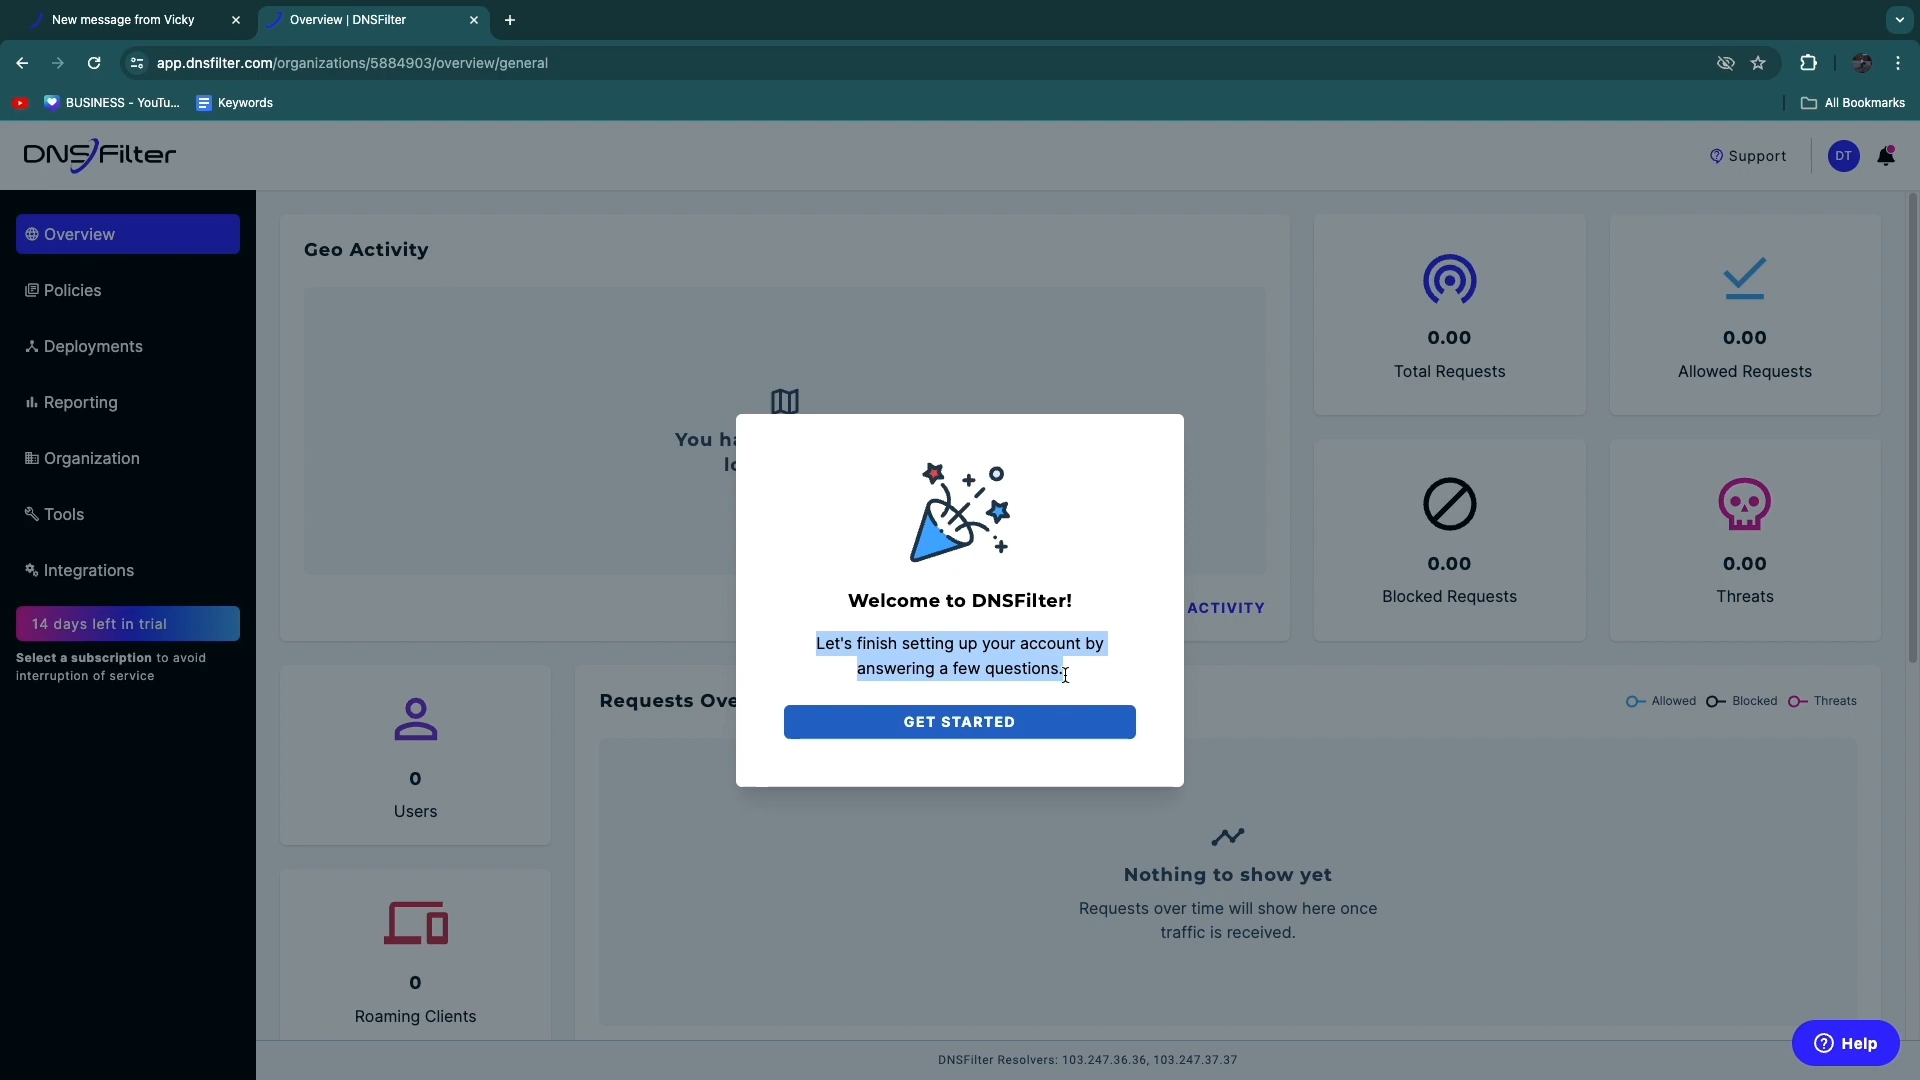 New message from Vicky
Overview | DNSFilter
app.dnsfilter.com/organizations/5884903/overview/general
BUSINESS - YouTu...
Keywords
All Bookmarks
DNSFilter
Support
DT
Overview
Policies
Deployments
Reporting
Organization
Tools
Integrations
14 days left in trial
Select a subscription to avoid
interruption of service
Geo Activity
You ha
lo
ACTIVITY
0.00
Total Requests
0.00
Allowed Requests
0.00
Blocked Requests
0.00
Threats
Welcome to DNSFilter!
Let's finish setting up your account by
answering a few questions.
GET STARTED
0
Users
0
Roaming Clients
Requests Ove
Allowed
Blocked
Threats
Nothing to show yet
Requests over time will show here once
traffic is received.
DNSFilter Resolvers: 103.247.36.36, 103.247.37.37
Help